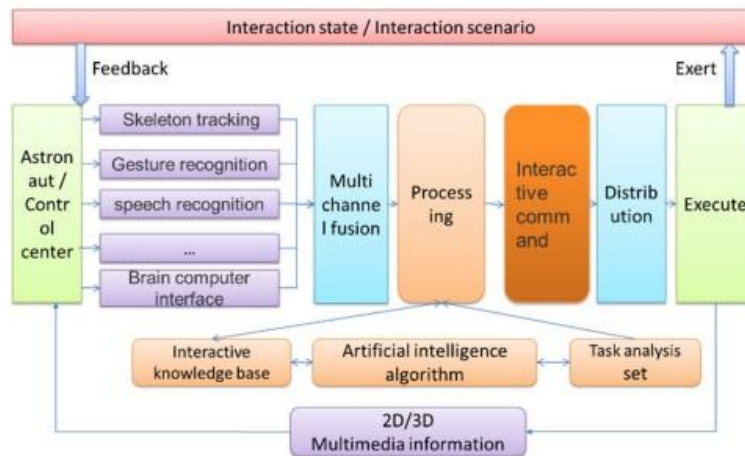 Interaction state / Interaction scenario
Feedback
Exert
Astron
aut /
Contr
ol
center
Skeleton tracking
Gesture recognition
speech recognition
...
Brain computer
interface
Multi
channe
l fusion
Process
ing
Interac
tive
comm
and
Distrib
ution
Execute
Interactive
knowledge base
Artificial intelligence
algorithm
Task analysis
set
2D/3D
Multimedia information